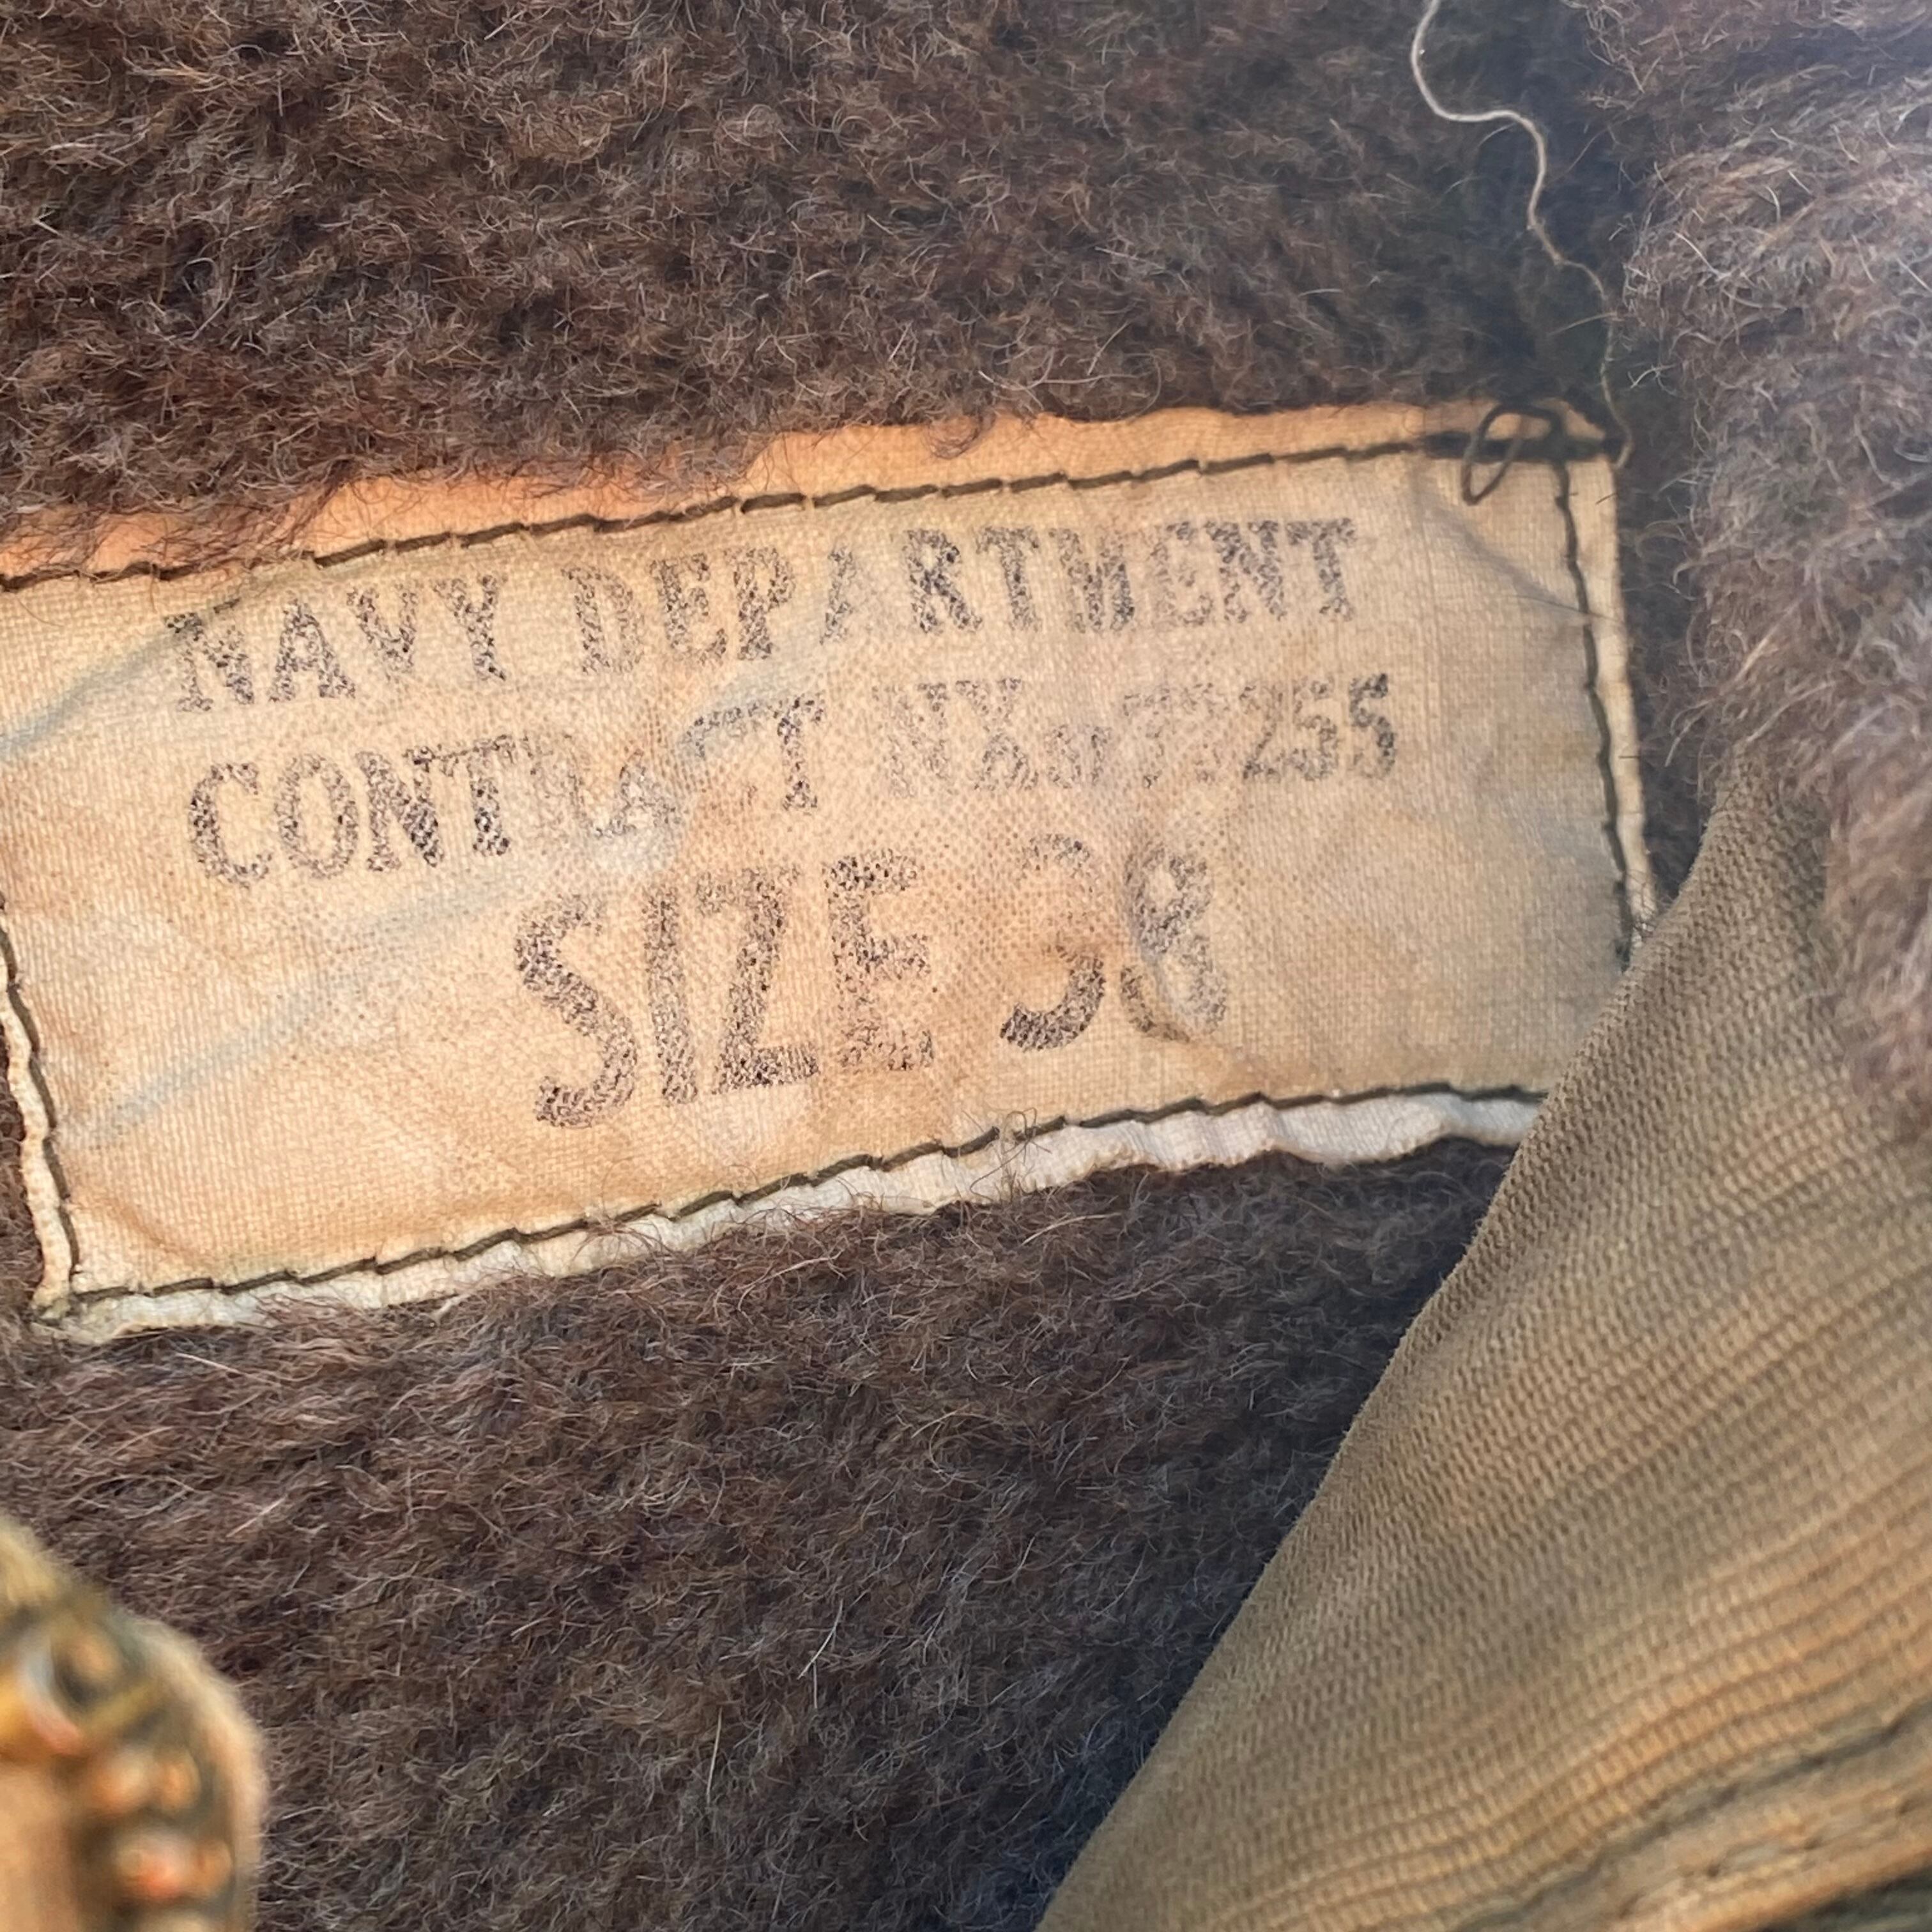 NAVY DEPARTMENT
CONTRACT
SIZE 38